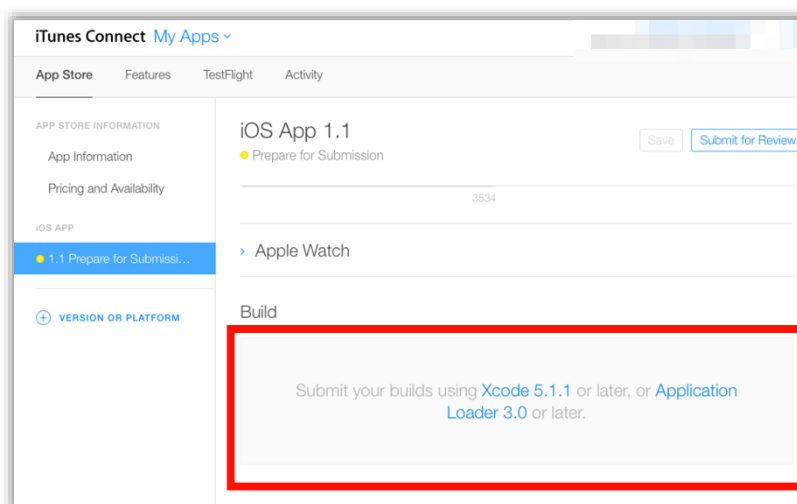 iTunes Connect My Apps
App Store Features TestFlight Activity
APP STORE INFORMATION
App Information
Pricing and Availability
iOS APP
1.1 Prepare for Submissi...
VERSION OR PLATFORM
iOS App 1.1
Prepare for Submission
Save Submit for Review
3534
Apple Watch
Build
Submit your builds using Xcode 5.1.1 or later, or Application
Loader 3.0 or later.